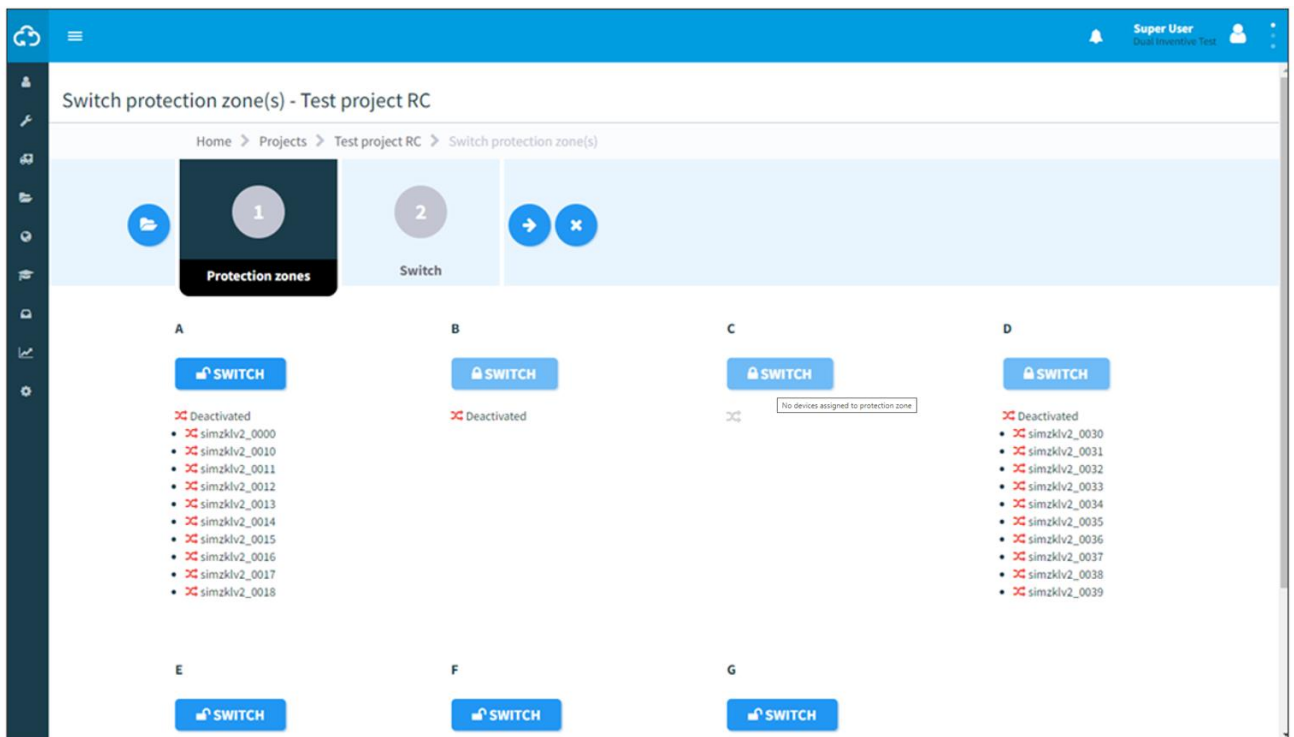 Super User
Dual Inventive Test
Switch protection zone(s) - Test project RC
Home > Projects > Test project RC > Switch protection zone(s)
1
2
Protection zones
Switch
A
B
C
D
SWITCH
SWITCH
SWITCH
SWITCH
No devices assigned to protection zone
Deactivated
Deactivated
Deactivated
• simzklv2_0000
• simzklv2_0010
• simzklv2_0011
• simzklv2_0012
• simzklv2_0013
• simzklv2_0014
• simzklv2_0015
• simzklv2_0016
• simzklv2_0017
• simzklv2_0018
• simzklv2_0030
• simzklv2_0031
• simzklv2_0032
• simzklv2_0033
• simzklv2_0034
• simzklv2_0035
• simzklv2_0036
• simzklv2_0037
• simzklv2_0038
• simzklv2_0039
E
F
G
SWITCH
SWITCH
SWITCH